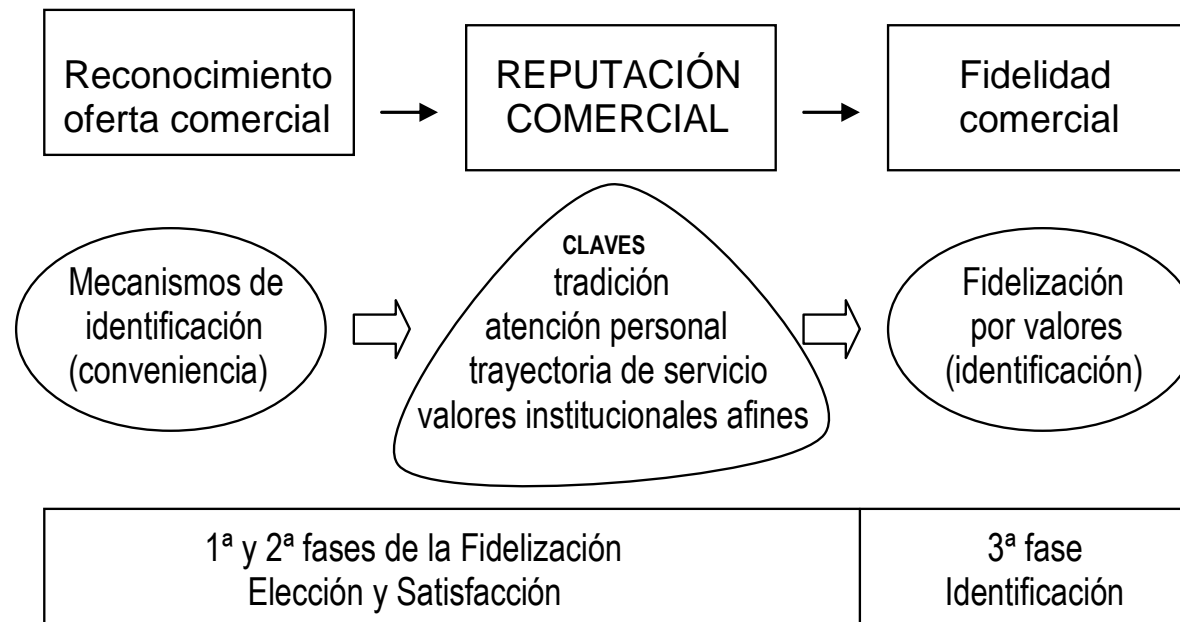 Reconocimiento
oferta comercial
REPUTACIÓN
COMERCIAL
Fidelidad
comercial
Mecanismos de
identificación
(conveniencia)
CLAVES
tradición
atención personal
trayectoria de servicio
valores institucionales afines
Fidelización
por valores
(identificación)
1ª y 2ª fases de la Fidelización
Elección y Satisfacción
3ª fase
Identificación